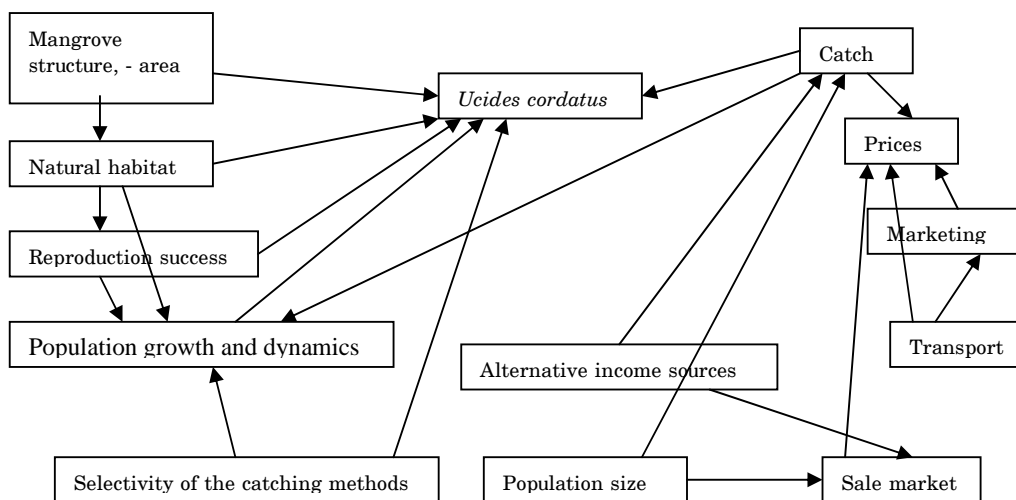 Mangrove
structure, - area
Catch
Ucides cordatus
Prices
Natural habitat
Marketing
Reproduction success
Population growth and dynamics
Transport
Alternative income sources
Selectivity of the catching methods
Population size
Sale market